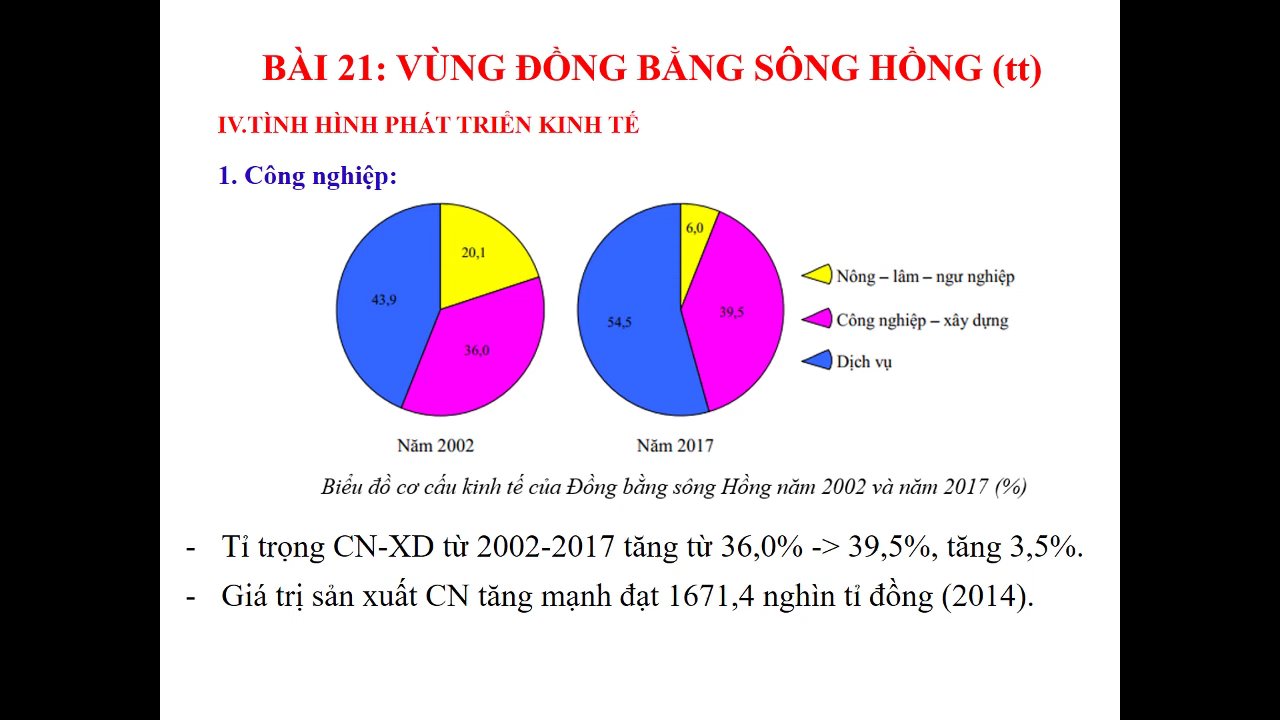 BÀI 21: VÙNG ĐỒNG BẰNG SÔNG HỒNG (tt)
IV.TÌNH HÌNH PHÁT TRIỂN KINH TẾ
1. Công nghiệp:
20,1
43,9
36,0
6,0
39,5
54,5
Nông – lâm – ngư nghiệp
Công nghiệp – xây dựng
Dịch vụ
Năm 2002
Năm 2017
Biểu đồ cơ cấu kinh tế của Đồng bằng sông Hồng năm 2002 và năm 2017 (%)
- Tỉ trọng CN-XD từ 2002-2017 tăng từ 36,0% -> 39,5%, tăng 3,5%.
- Giá trị sản xuất CN tăng mạnh đạt 1671,4 nghìn tỉ đồng (2014).